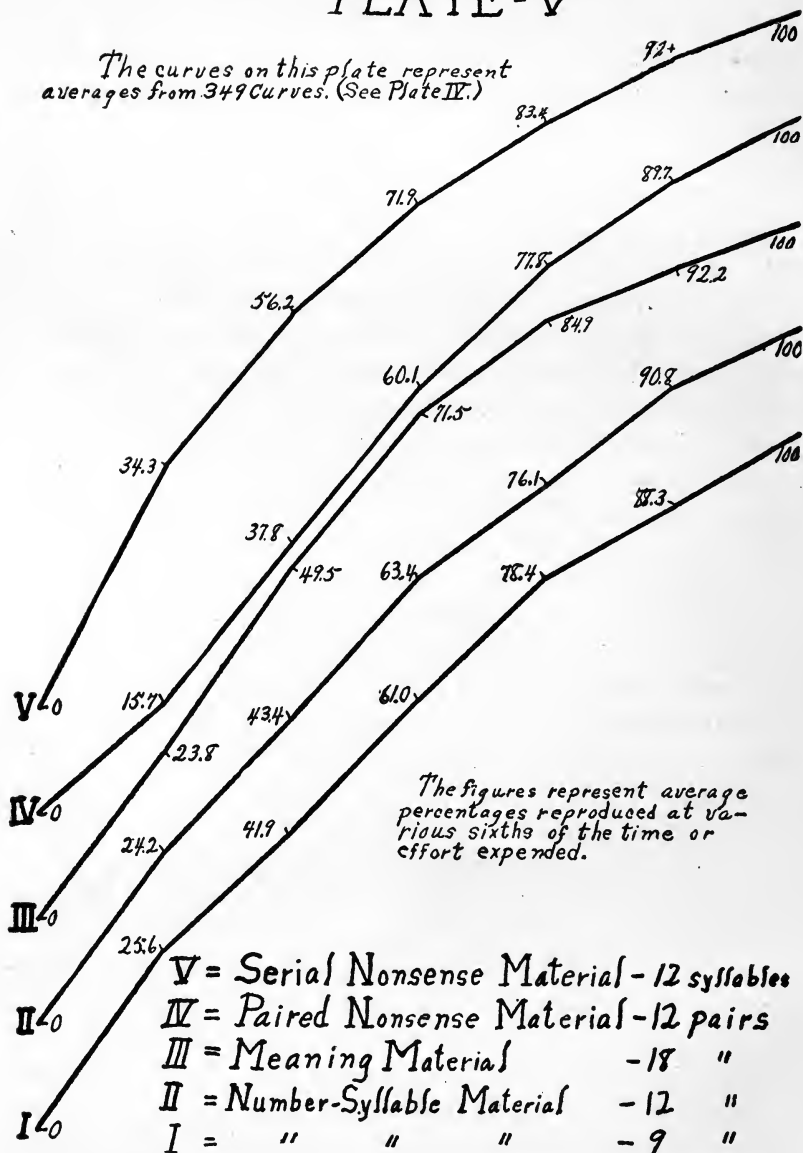 PLATE-V
The curves on this plate represent
averages from 349 Curves. (See Plate IV.)
100
92+
83.4
71.9
56.2
34.3
V 0
100
89.7
77.8
60.1
37.8
15.7
IV 0
100
92.2
84.9
71.5
49.5
23.8
III 0
100
90.8
76.1
63.4
43.4
24.2
II 0
100
88.3
78.4
61.0
41.9
25.6
I 0
The figures represent average
percentages reproduced at va-
rious sixths of the time or
effort expended.
V = Serial Nonsense Material - 12 syllables
IV = Paired Nonsense Material - 12 pairs
III = Meaning Material - 18 "
II = Number-Syllable Material - 12 "
I = " " " - 9 "